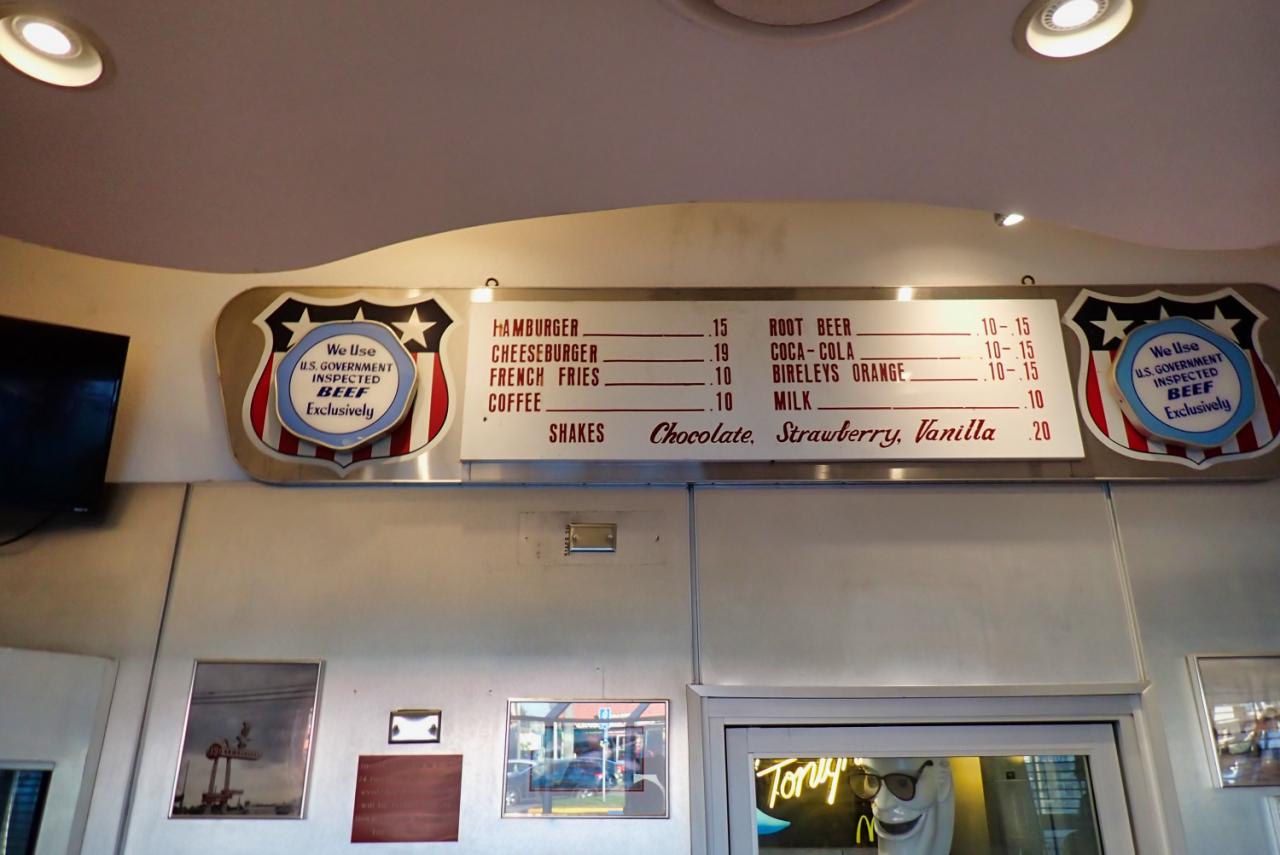 We Use
U.S. GOVERNMENT
INSPECTED
BEEF
Exclusively
HAMBURGER .15
CHEESEBURGER .19
FRENCH FRIES .10
COFFEE .10
ROOT BEER .10-.15
COCA-COLA .10-.15
BIRELEYS ORANGE .10-.15
MILK .10
SHAKES Chocolate, Strawberry, Vanilla .20
We Use
U.S. GOVERNMENT
INSPECTED
BEEF
Exclusively